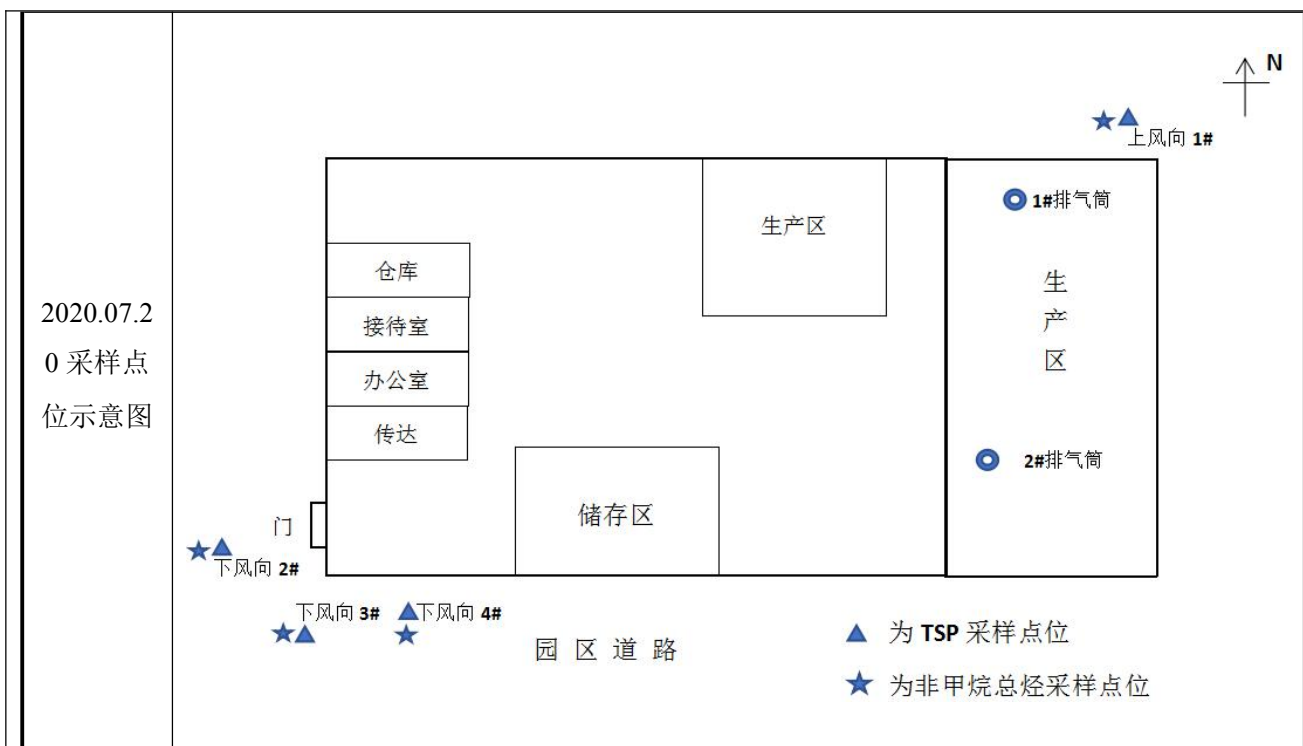 2020.07.2
0 采样点
位示意图
N
上风向 1#
1#排气筒
生产区
仓库
生
产
区
接待室
办公室
传达
2#排气筒
储存区
门
下风向 2#
下风向 3#
下风向 4#
园 区 道 路
为 TSP 采样点位
为非甲烷总烃采样点位